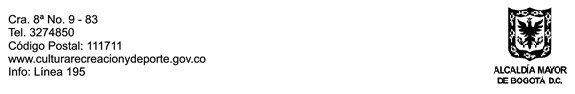 Cra. 8ª No. 9 - 83
Tel. 3274850
Código Postal: 111711
www.culturarecreacionydeporte.gov.co
Info: Línea 195
ALCALDÍA MAYOR
DE BOGOTÁ D.C.